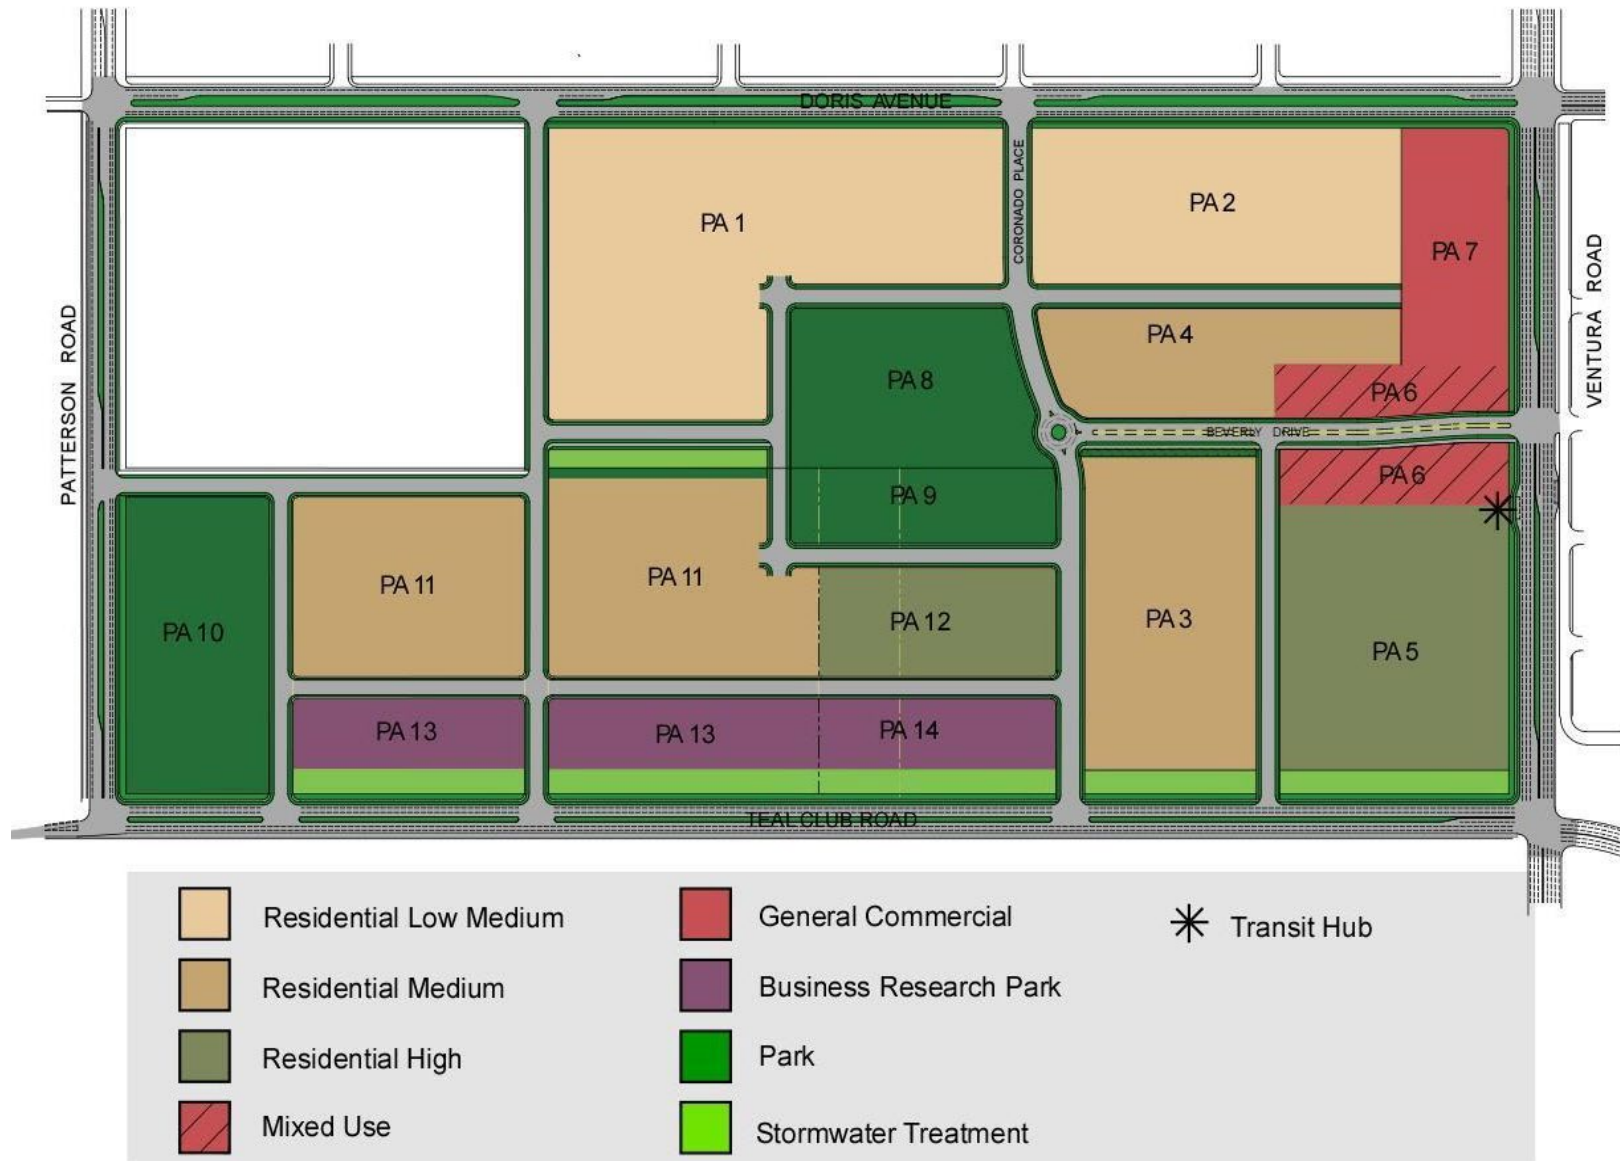 DORIS AVENUE
CORONADO PLACE
PA 1
PA 2
PA 7
VENTURA ROAD
PATTERSON ROAD
PA 4
PA 8
PA 6
BEVERLY DRIVE
PA 6
PA 9
PA 11
PA 11
PA 10
PA 12
PA 3
PA 5
PA 13
PA 13
PA 14
TEAL CLUB ROAD
Residential Low Medium
General Commercial
Transit Hub
Residential Medium
Business Research Park
Residential High
Park
Mixed Use
Stormwater Treatment